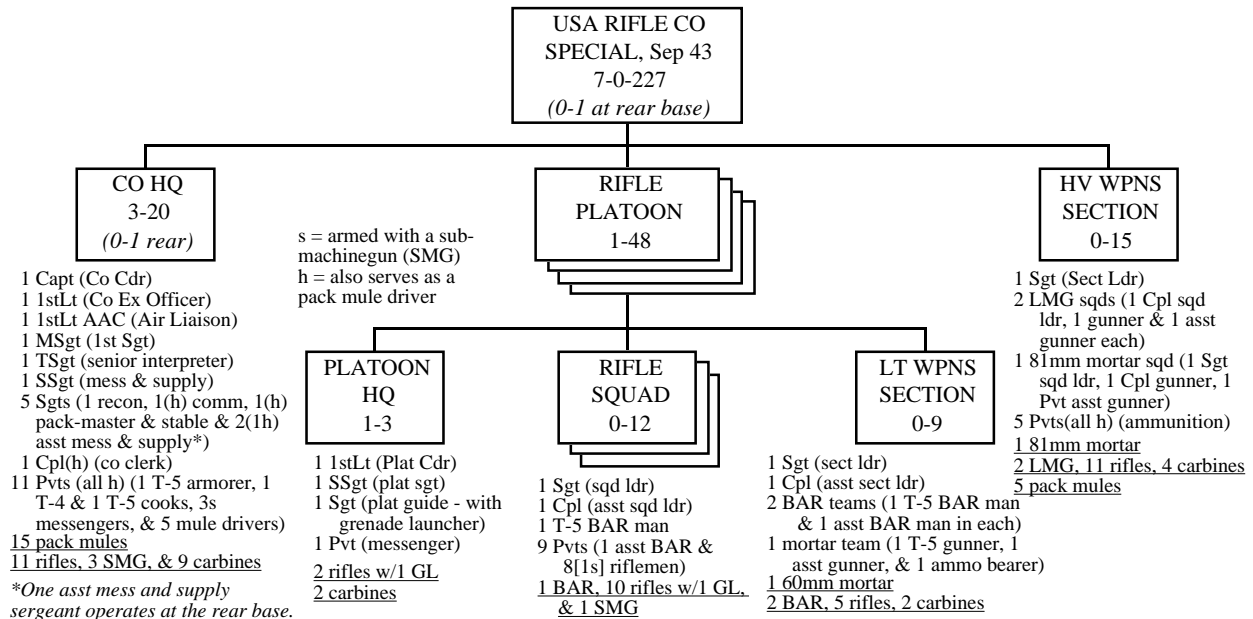 USA RIFLE CO
SPECIAL, Sep 43
7-0-227
(0-1 at rear base)
CO HQ
3-20
(0-1 rear)
1 Capt (Co Cdr)
1 1stLt (Co Ex Officer)
1 1stLt AAC (Air Liaison)
1 MSgt (1st Sgt)
1 TSgt (senior interpreter)
1 SSgt (mess & supply)
5 Sgts (1 recon, 1(h) comm, 1(h)
pack-master & stable & 2(1h)
asst mess & supply*)
1 Cpl(h) (co clerk)
11 Pvts (all h) (1 T-5 armorer, 1
T-4 & 1 T-5 cooks, 3s
messengers, & 5 mule drivers)
15 pack mules
11 rifles, 3 SMG, & 9 carbines
*One asst mess and supply
sergeant operates at the rear base.
s = armed with a sub-
machinegun (SMG)
h = also serves as a
pack mule driver
RIFLE
PLATOON
1-48
PLATOON
HQ
1-3
1 1stLt (Plat Cdr)
1 SSgt (plat sgt)
1 Sgt (plat guide - with
grenade launcher)
1 Pvt (messenger)
2 rifles w/1 GL
2 carbines
RIFLE
SQUAD
0-12
1 Sgt (sqd ldr)
1 Cpl (asst sqd ldr)
1 T-5 BAR man
9 Pvts (1 asst BAR &
8[1s] riflemen)
1 BAR, 10 rifles w/1 GL,
& 1 SMG
LT WPNS
SECTION
0-9
1 Sgt (sect ldr)
1 Cpl (asst sect ldr)
2 BAR teams (1 T-5 BAR man
& 1 asst BAR man in each)
1 mortar team (1 T-5 gunner, 1
asst gunner, & 1 ammo bearer)
1 60mm mortar
2 BAR, 5 rifles, 2 carbines
HV WPNS
SECTION
0-15
1 Sgt (Sect Ldr)
2 LMG sqds (1 Cpl sqd
ldr, 1 gunner & 1 asst
gunner each)
1 81mm mortar sqd (1 Sgt
sqd ldr, 1 Cpl gunner, 1
Pvt asst gunner)
5 Pvts(all h) (ammunition)
1 81mm mortar
2 LMG, 11 rifles, 4 carbines
5 pack mules